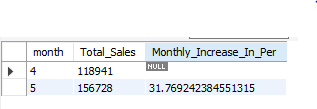 month Total_Sales Monthly_Increase_In_Per
4 118941 NULL
5 156728 31.769242384551315